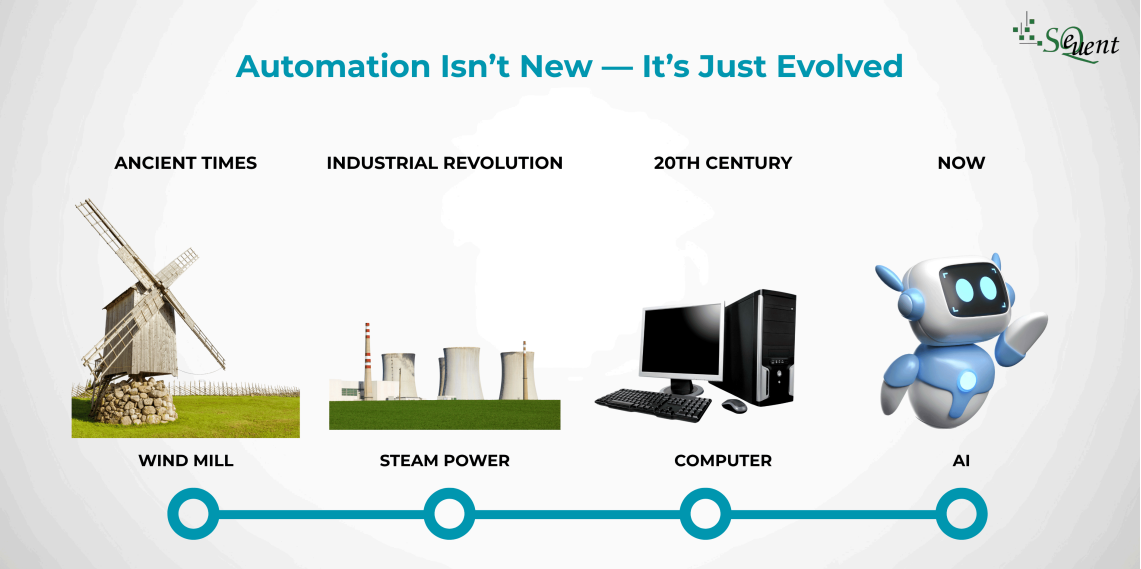 SeQuent
Automation Isn’t New — It’s Just Evolved
ANCIENT TIMES
INDUSTRIAL REVOLUTION
20TH CENTURY
NOW
WIND MILL
STEAM POWER
COMPUTER
AI